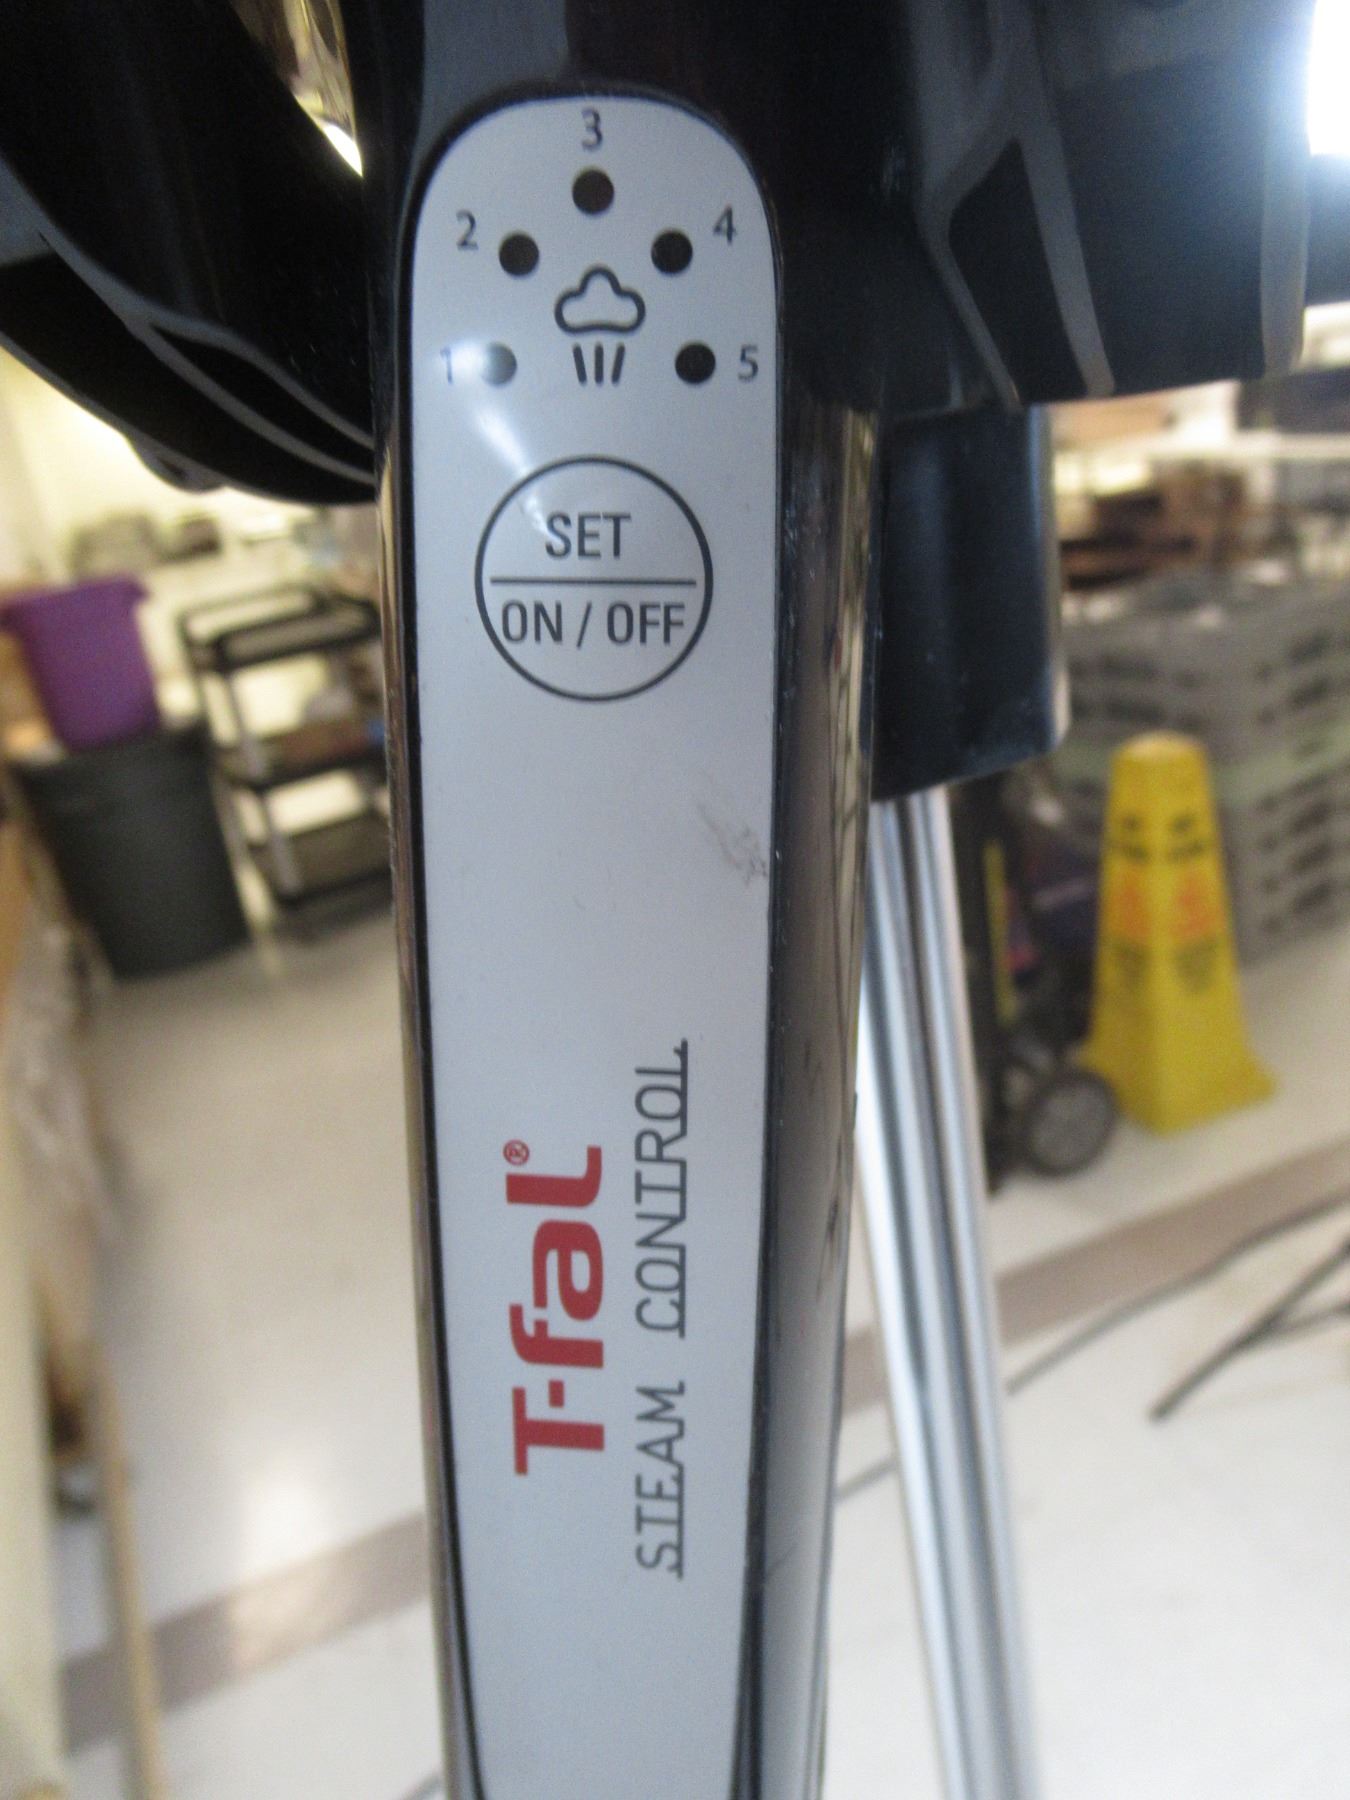 3
2 4
1 5
SET
ON / OFF
T-fal®
STEAM CONTROL